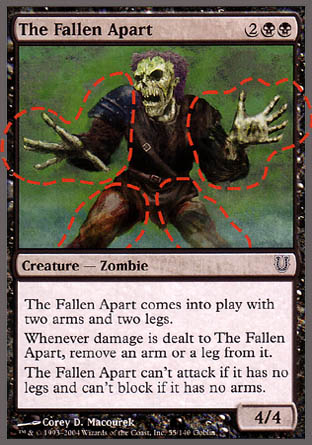 The Fallen Apart 2
Creature — Zombie
The Fallen Apart comes into play with
two arms and two legs.
Whenever damage is dealt to The Fallen
Apart, remove an arm or a leg from it.
The Fallen Apart can't attack if it has no
legs and can't block if it has no arms.
Corey D. Macourek
4/4
™ & © 1993–2004 Wizards of the Coast, Inc. 55/140 Goblin